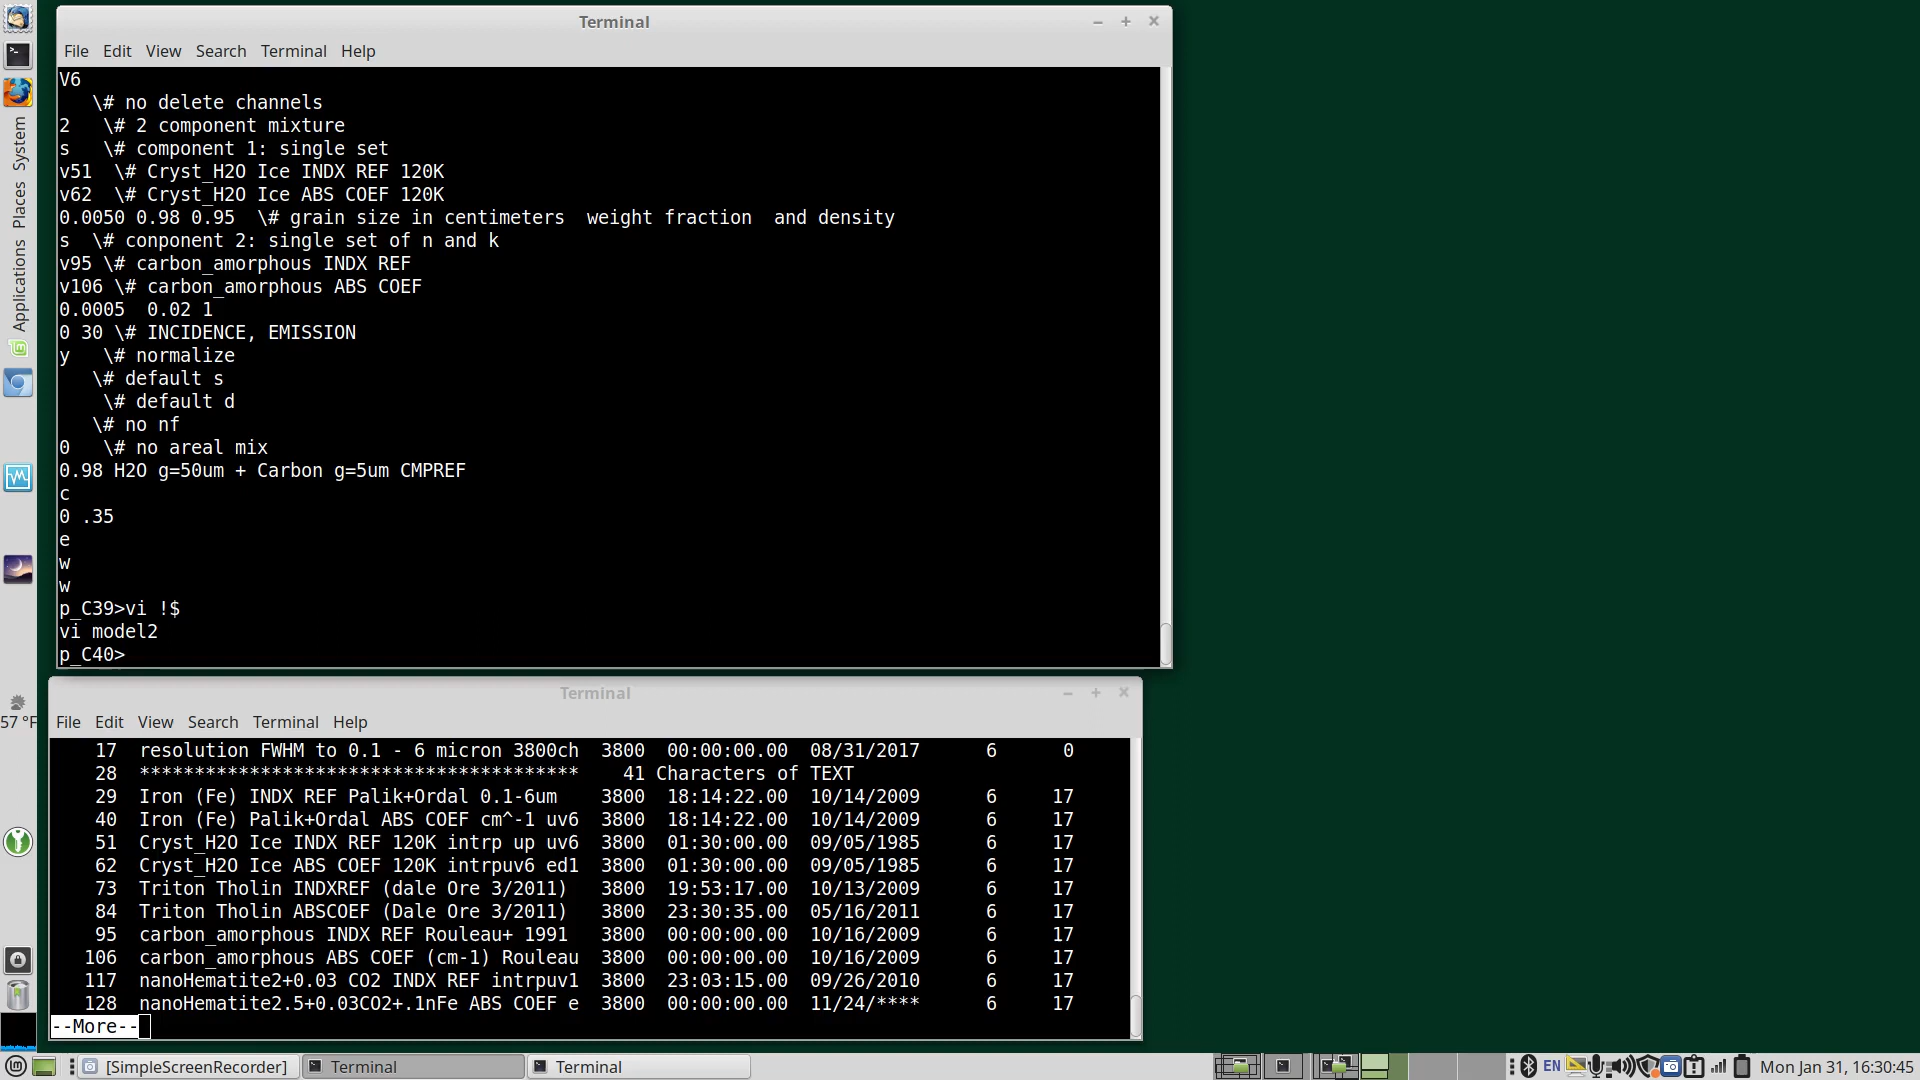 Terminal
File Edit View Search Terminal Help
V6
\# no delete channels
2 \# 2 component mixture
s \# component 1: single set
v51 \# Cryst_H2O Ice INDX REF 120K
v62 \# Cryst_H2O Ice ABS COEF 120K
0.0050 0.98 0.95 \# grain size in centimeters weight fraction and density
s \# conponent 2: single set of n and k
v95 \# carbon_amorphous INDX REF
v106 \# carbon_amorphous ABS COEF
0.0005 0.02 1
0 30 \# INCIDENCE, EMISSION
y \# normalize
\# default s
\# default d
\# no nf
0 \# no areal mix
0.98 H2O g=50um + Carbon g=5um CMPREF
c
0 .35
e
w
w
p_C39>vi !$
vi model2
p_C40>
Terminal
File Edit View Search Terminal Help
17 resolution FWHM to 0.1 - 6 micron 3800ch 3800 00:00:00.00 08/31/2017 6 0
28 **************************************** 41 Characters of TEXT
29 Iron (Fe) INDX REF Palik+Ordal 0.1-6um 3800 18:14:22.00 10/14/2009 6 17
40 Iron (Fe) Palik+Ordal ABS COEF cm^-1 uv6 3800 18:14:22.00 10/14/2009 6 17
51 Cryst_H2O Ice INDX REF 120K intrp up uv6 3800 01:30:00.00 09/05/1985 6 17
62 Cryst_H2O Ice ABS COEF 120K intrpuv6 ed1 3800 01:30:00.00 09/05/1985 6 17
73 Triton Tholin INDXREF (dale Ore 3/2011) 3800 19:53:17.00 10/13/2009 6 17
84 Triton Tholin ABSCOEF (Dale Ore 3/2011) 3800 23:30:35.00 05/16/2011 6 17
95 carbon_amorphous INDX REF Rouleau+ 1991 3800 00:00:00.00 10/16/2009 6 17
106 carbon_amorphous ABS COEF (cm-1) Rouleau 3800 00:00:00.00 10/16/2009 6 17
117 nanoHematite2+0.03 CO2 INDX REF intrpuv1 3800 23:03:15.00 09/26/2010 6 17
128 nanoHematite2.5+0.03CO2+.1nFe ABS COEF e 3800 00:00:00.00 11/24/**** 6 17
--More--
System
Places
Applications
57 °F
[SimpleScreenRecorder]
Terminal
Terminal
EN
Mon Jan 31, 16:30:45